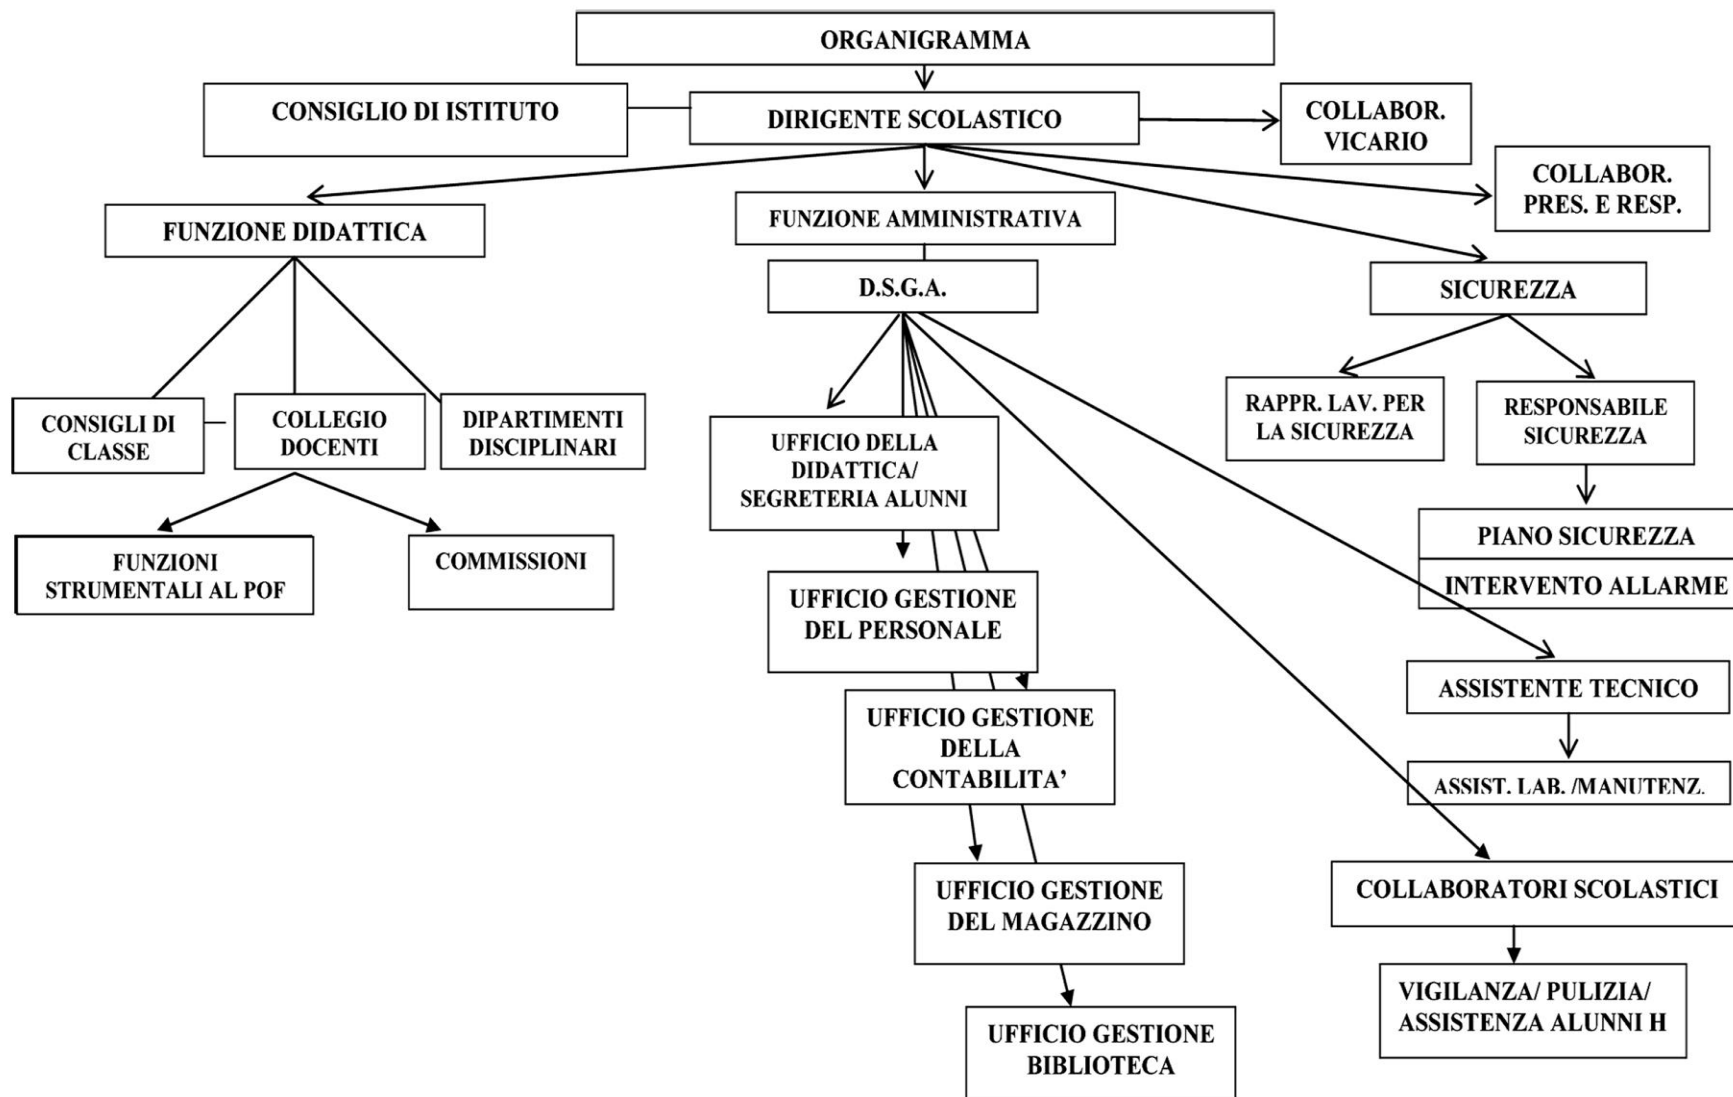 ORGANIGRAMMA
CONSIGLIO DI ISTITUTO
DIRIGENTE SCOLASTICO
COLLABOR.
VICARIO
COLLABOR.
PRES. E RESP.
FUNZIONE DIDATTICA
FUNZIONE AMMINISTRATIVA
D.S.G.A.
SICUREZZA
CONSIGLI DI
CLASSE
COLLEGIO
DOCENTI
DIPARTIMENTI
DISCIPLINARI
RAPPR. LAV. PER
LA SICUREZZA
RESPONSABILE
SICUREZZA
UFFICIO DELLA
DIDATTICA/
SEGRETERIA ALUNNI
FUNZIONI
STRUMENTALI AL POF
COMMISSIONI
PIANO SICUREZZA
INTERVENTO ALLARME
UFFICIO GESTIONE
DEL PERSONALE
ASSISTENTE TECNICO
UFFICIO GESTIONE
DELLA
CONTABILITA’
ASSIST. LAB. /MANUTENZ.
UFFICIO GESTIONE
DEL MAGAZZINO
COLLABORATORI SCOLASTICI
VIGILANZA/ PULIZIA/
ASSISTENZA ALUNNI H
UFFICIO GESTIONE
BIBLIOTECA